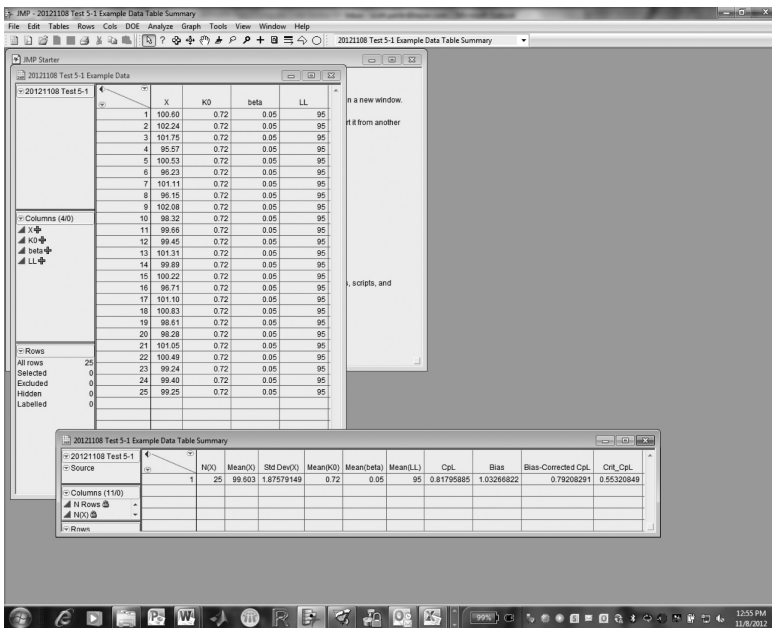 JMP - 20121108 Test 5-1 Example Data Table Summary
File Edit Tables Rows Cols DOE Analyze Graph Tools View Window Help
20121108 Test 5-1 Example Data Table Summary
JMP Starter
20121108 Test 5-1 Example Data
n a new window.
rt it from another
s, scripts, and
20121108 Test 5-1
Columns (4/0)
X
K0
beta
LL
Rows
All rows 25
Selected 0
Excluded 0
Hidden 0
Labelled 0
X K0 beta LL
1 100.60 0.72 0.05 95
2 102.24 0.72 0.05 95
3 101.75 0.72 0.05 95
4 95.57 0.72 0.05 95
5 100.53 0.72 0.05 95
6 96.23 0.72 0.05 95
7 101.11 0.72 0.05 95
8 96.15 0.72 0.05 95
9 102.08 0.72 0.05 95
10 98.32 0.72 0.05 95
11 99.66 0.72 0.05 95
12 99.45 0.72 0.05 95
13 101.31 0.72 0.05 95
14 99.89 0.72 0.05 95
15 100.22 0.72 0.05 95
16 96.71 0.72 0.05 95
17 101.10 0.72 0.05 95
18 100.83 0.72 0.05 95
19 98.61 0.72 0.05 95
20 98.28 0.72 0.05 95
21 101.05 0.72 0.05 95
22 100.49 0.72 0.05 95
23 99.24 0.72 0.05 95
24 99.40 0.72 0.05 95
25 99.25 0.72 0.05 95
20121108 Test 5-1 Example Data Table Summary
20121108 Test 5-1
Source
Columns (11/0)
N Rows
N(X)
Rows
N(X) Mean(X) Std Dev(X) Mean(K0) Mean(beta) Mean(LL) CpL Bias Bias-Corrected CpL Crit_CpL
1 25 99.603 1.87579149 0.72 0.05 95 0.81795885 1.03266822 0.79208291 0.55320849
99%
12:55 PM
11/8/2012